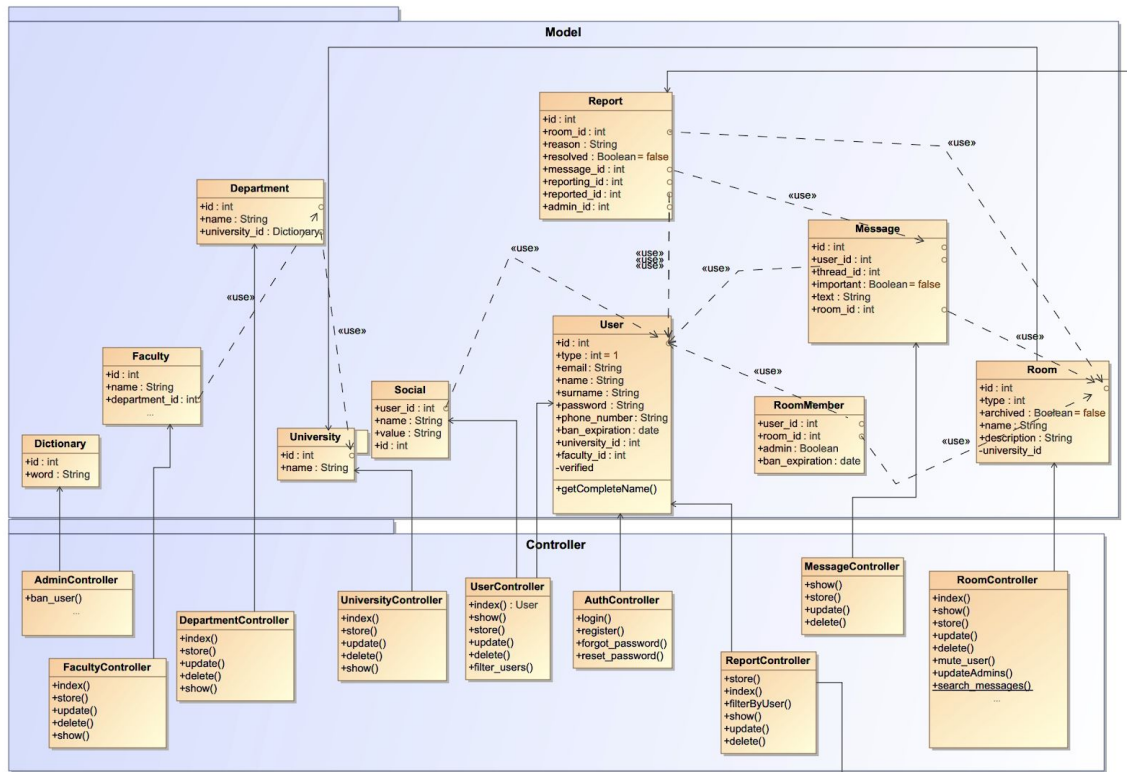 Model
Report
+id : int
+room_id : int
+reason : String
+resolved : Boolean = false
+message_id : int
+reporting_id : int
+reported_id : int
+admin_id : int
«use»
Department
+id : int
+name : String
+university_id : Dictionary
«use»
Message
+id : int
+user_id : int
+thread_id : int
+important : Boolean = false
+text : String
+room_id : int
«use»
«use»
«use»
«use»
«use»
«use»
User
+id : int
+type : int = 1
+email : String
+name : String
+surname : String
+password : String
+phone_number : String
+ban_expiration : date
+university_id : int
+faculty_id : int
-verified
+getCompleteName()
«use»
«use»
Faculty
+id : int
+name : String
+department_id : int
...
Social
+user_id : int
+name : String
+value : String
+id : int
«use»
Room
+id : int
+type : int
+archived : Boolean = false
+name : String
+description : String
-university_id
RoomMember
+user_id : int
+room_id : int
+admin : Boolean
+ban_expiration : date
«use»
Dictionary
+id : int
+word : String
University
+id : int
+name : String
Controller
AdminController
+ban_user()
...
FacultyController
+index()
+store()
+update()
+delete()
+show()
DepartmentController
+index()
+store()
+update()
+delete()
+show()
UniversityController
+index()
+store()
+update()
+delete()
+show()
UserController
+index() : User
+show()
+store()
+update()
+delete()
+filter_users()
AuthController
+login()
+register()
+forgot_password()
+reset_password()
ReportController
+store()
+index()
+filterByUser()
+show()
+update()
+delete()
MessageController
+show()
+store()
+update()
+delete()
RoomController
+index()
+show()
+store()
+update()
+delete()
+mute_user()
+updateAdmins()
+search_messages()
...